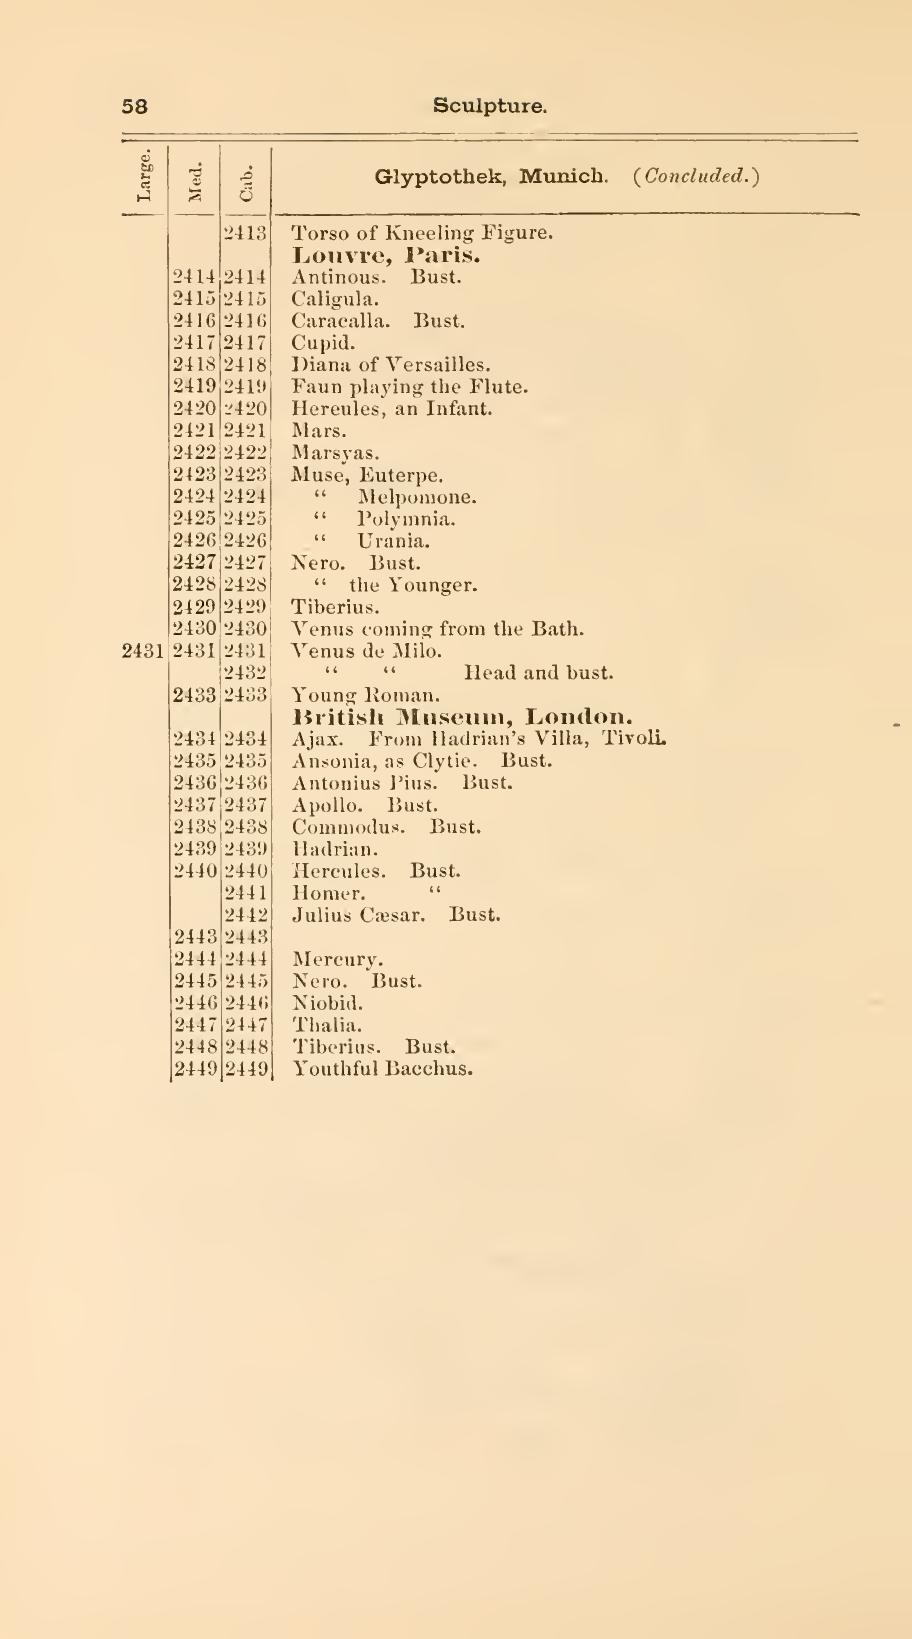 58 Sculpture.
Large. Med. Cab. Glyptothek, Munich. (Concluded.)
2413 Torso of Kneeling Figure.
Louvre, Paris.
2414 2414 Antinous. Bust.
2415 2415 Caligula.
2416 2416 Caracalla. Bust.
2417 2417 Cupid.
2418 2418 Diana of Versailles.
2419 2419 Faun playing the Flute.
2420 2420 Hercules, an Infant.
2421 2421 Mars.
2422 2422 Marsyas.
2423 2423 Muse, Euterpe.
2424 2424 “ Melpomone.
2425 2425 “ Polymnia.
2426 2426 “ Urania.
2427 2427 Nero. Bust.
2428 2428 “ the Younger.
2429 2429 Tiberius.
2430 2430 Venus coming from the Bath.
2431 2431 2431 Venus de Milo.
2432 “ “ Head and bust.
2433 2433 Young Roman.
British Museum, London.
2434 2434 Ajax. From Hadrian's Villa, Tivoli.
2435 2435 Ansonia, as Clytie. Bust.
2436 2436 Antonius Pius. Bust.
2437 2437 Apollo. Bust.
2438 2438 Commodus. Bust.
2439 2439 Hadrian.
2440 2440 Hercules. Bust.
2441 Homer. “
2442 Julius Cæsar. Bust.
2443 2443
2444 2444 Mercury.
2445 2445 Nero. Bust.
2446 2446 Niobid.
2447 2447 Thalia.
2448 2448 Tiberius. Bust.
2449 2449 Youthful Bacchus.